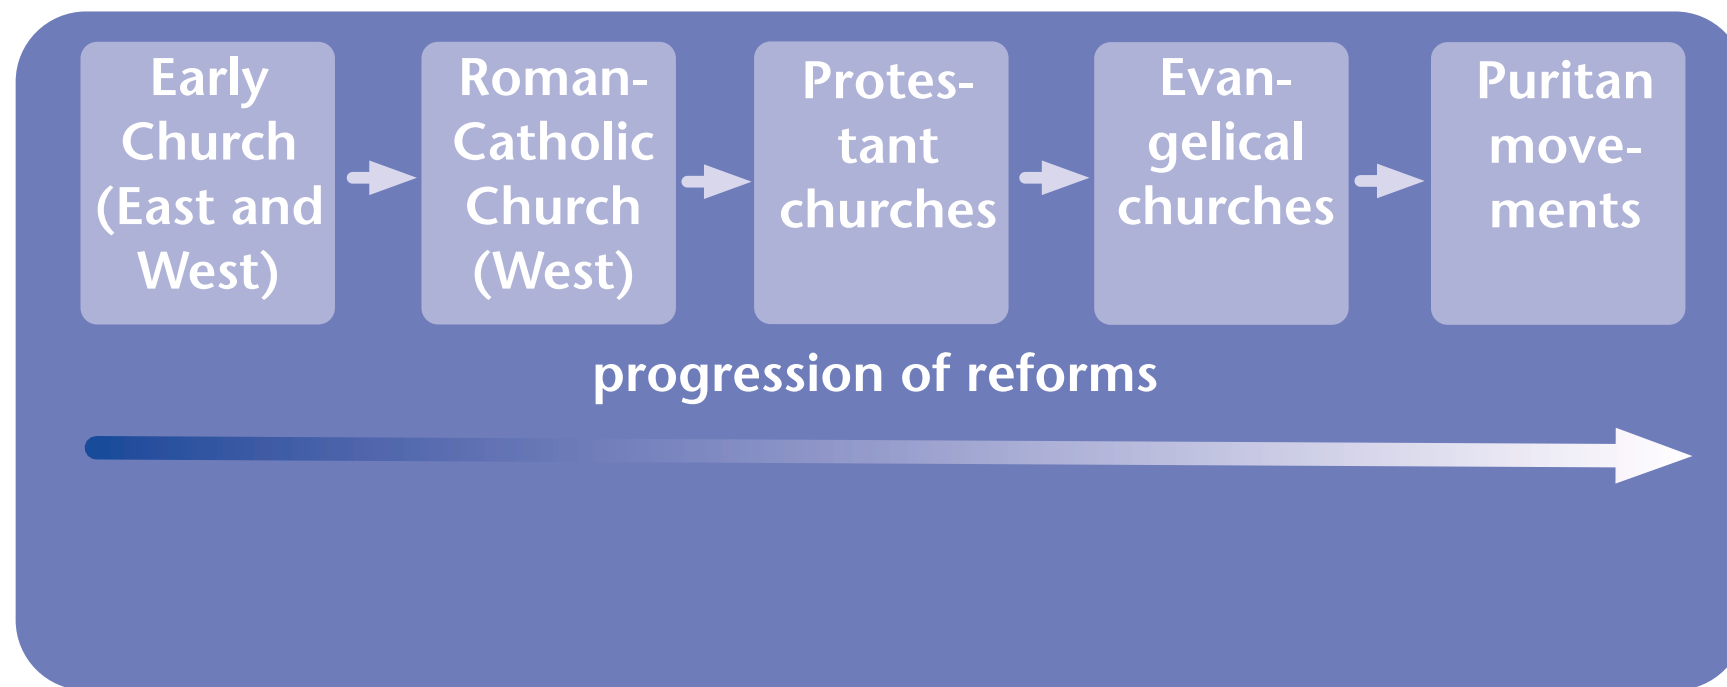 Early
Church
(East and
West)
Roman-
Catholic
Church
(West)
Protes-
tant
churches
Evan-
gelical
churches
Puritan
move-
ments
progression of reforms